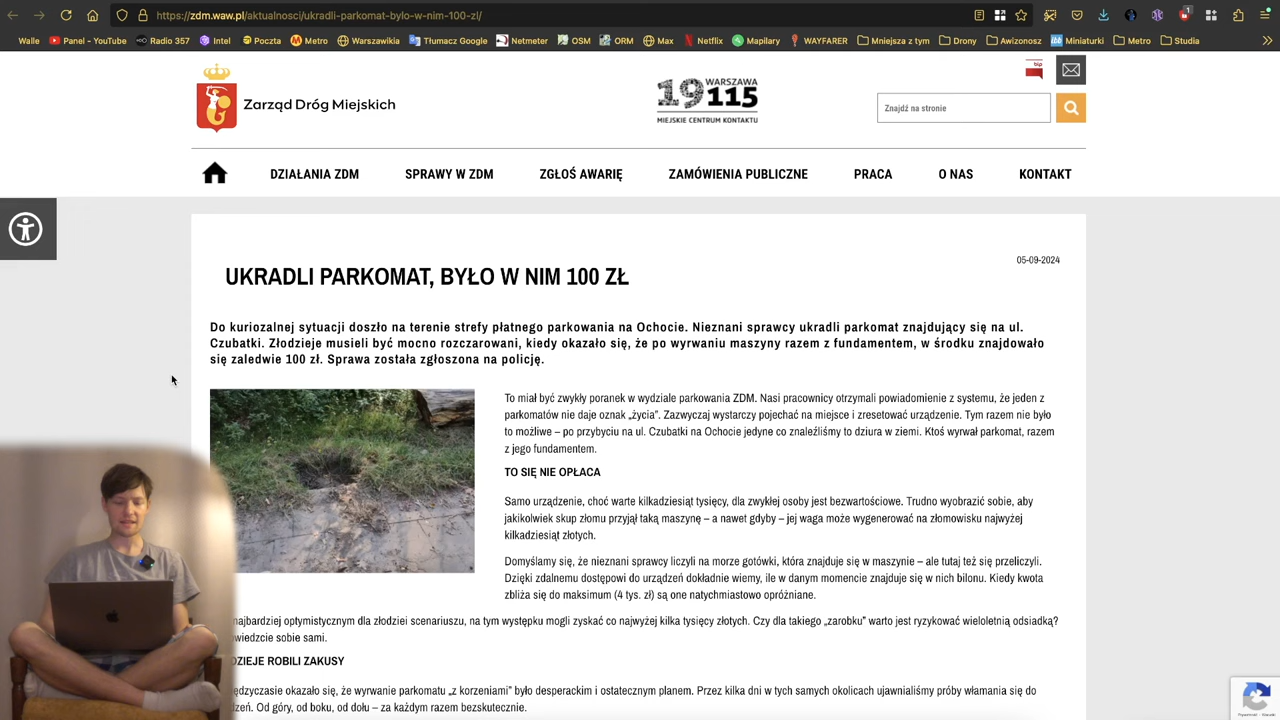 https://zdm.waw.pl/aktualnosci/ukradli-parkomat-bylo-w-nim-100-zl/
Walle Panel - YouTube Radio 357 Intel Poczta Metro Warszawikia Tłumacz Google Netmeter OSM ORM Max Netflix Mapilary WAYFARER Metro z tym Drony Awizonosz Miniaturki Metro Studia
bip
Zarząd Dróg Miejskich
WARSZAWA
19115
MIEJSKIE CENTRUM KONTAKTU
Znajdź na stronie
DZIAŁANIA ZDM SPRAWY W ZDM ZGŁOŚ AWARIĘ ZAMÓWIENIA PUBLICZNE PRACA O NAS KONTAKT
05-09-2024
UKRADLI PARKOMAT, BYŁO W NIM 100 ZŁ
Do kuriozalnej sytuacji doszło na terenie strefy płatnego parkowania na Ochocie. Nieznani sprawcy ukradli parkomat znajdujący się na ul.
Czubatki. Złodzieje musieli być mocno rozczarowani, kiedy okazało się, że po wyrwaniu maszyny razem z fundamentem, w środku znajdowało
się zaledwie 100 zł. Sprawa została zgłoszona na policję.
To miał być zwykły poranek w wydziale parkowania ZDM. Nasi pracownicy otrzymali powiadomienie z systemu, że jeden z
parkomatów nie daje oznak „życia”. Zazwyczaj wystarczy pojechać na miejsce i zresetować urządzenie. Tym razem nie było
to możliwe – po przybyciu na ul. Czubatki na Ochocie jedyne co znaleźliśmy to dziura w ziemi. Ktoś wyrwał parkomat, razem
z jego fundamentem.
TO SIĘ NIE OPŁACA
Samo urządzenie, choć warte kilkadziesiąt tysięcy, dla zwykłej osoby jest bezwartościowe. Trudno wyobrazić sobie, aby
jakikolwiek skup złomu przyjął taką maszynę – a nawet gdyby – jej waga może wygenerować na złomowisku najwyżej
kilkadziesiąt złotych.
Domyślamy się, że nieznani sprawcy liczyli na morze gotówki, która znajduje się w maszynie – ale tutaj też się przeliczyli.
Dzięki zdalnemu dostępowi do urządzeń dokładnie wiemy, ile w danym momencie znajduje się w nich bilonu. Kiedy kwota
zbliża się do maksimum (4 tys. zł) są one natychmiastowo opróżniane.
najbardziej optymistycznym dla złodziei scenariuszu, na tym występku mogli zyskać co najwyżej kilka tysięcy złotych. Czy dla takiego „zarobku” warto jest ryzykować wieloletnią odsiadką?
wiedzcie sobie sami.
DZIEJE ROBILI ZAKUSY
ędzyczasie okazało się, że wyrwanie parkomatu „z korzeniami” było desperackim i ostatecznym planem. Przez kilka dni w tych samych okolicach ujawnialiśmy próby włamania się do
dzeń. Od góry, od boku, od dołu – za każdym razem bezskutecznie.